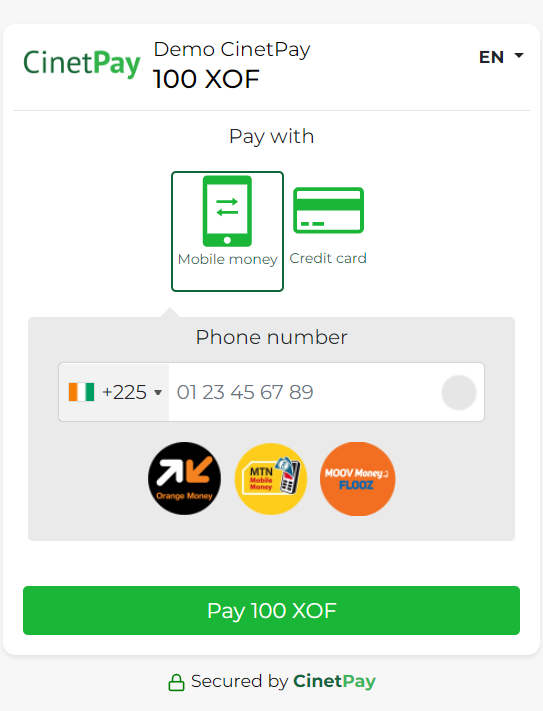 CinetPay
Demo CinetPay
100 XOF
EN
Pay with
Mobile money
Credit card
Phone number
+225
01 23 45 67 89
Orange Money
MTN
Mobile
Money
MOOV Money
FLOOZ
Pay 100 XOF
Secured by CinetPay